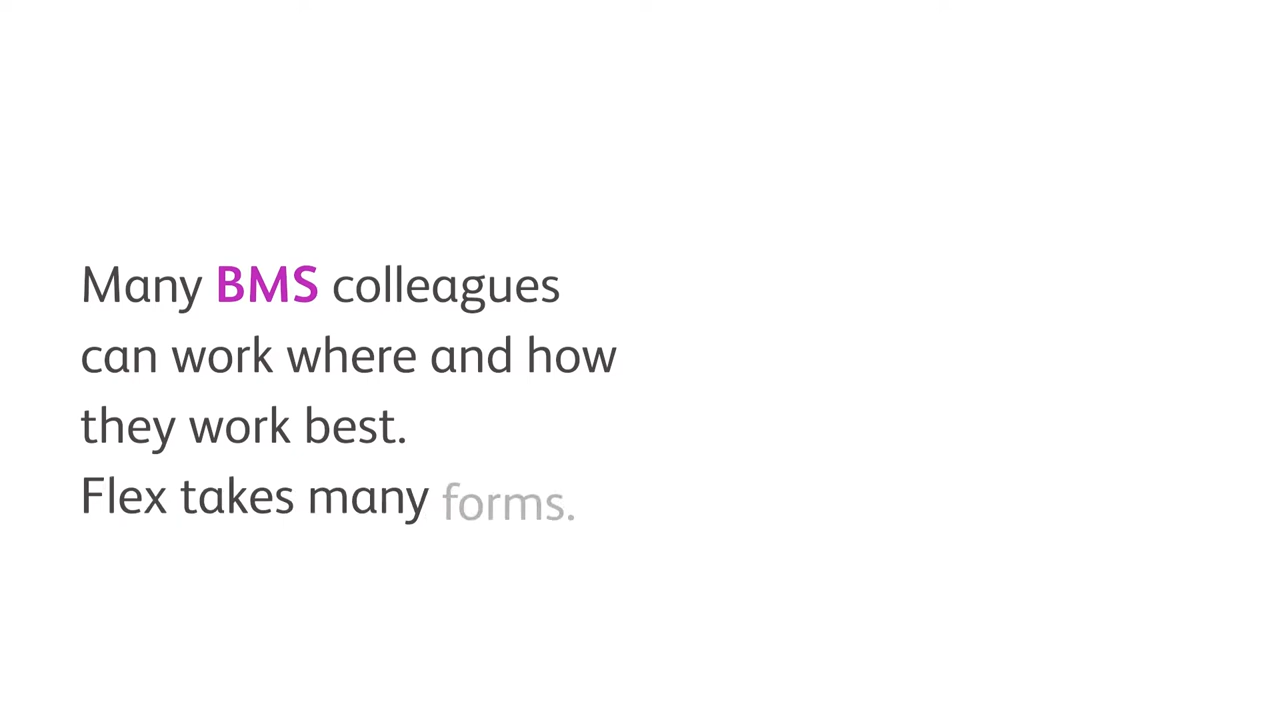 Many BMS colleagues
can work where and how
they work best.
Flex takes many forms.